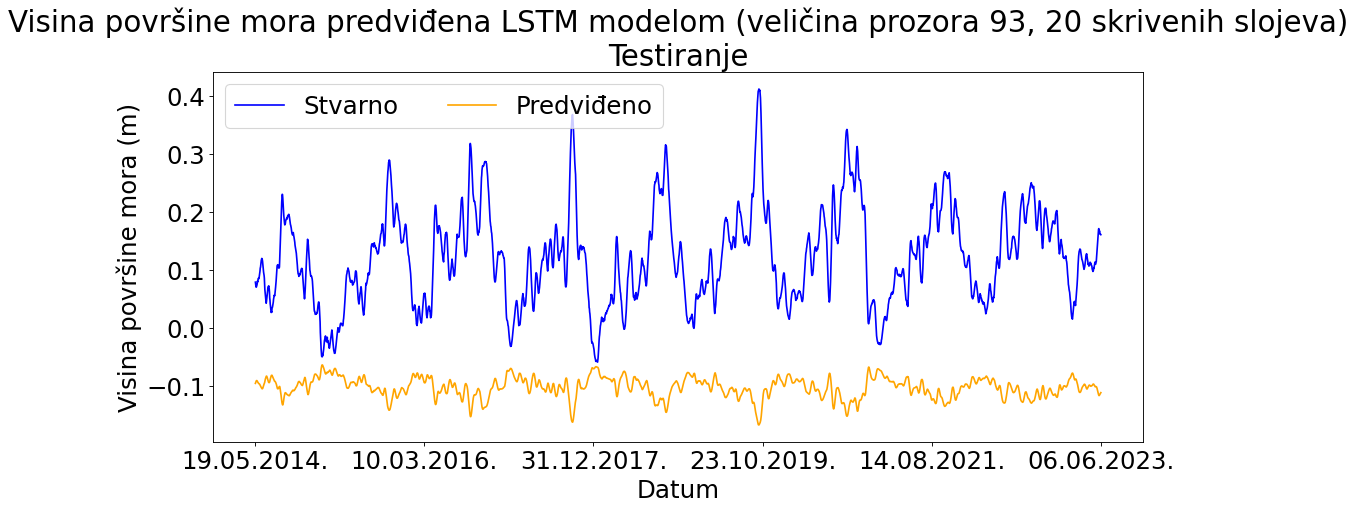 Visina površine mora predviđena LSTM modelom (veličina prozora 93, 20 skrivenih slojeva)
Testiranje
Stvarno Predviđeno
Visina površine mora (m)
0.4
0.3
0.2
0.1
0.0
−0.1
19.05.2014. 10.03.2016. 31.12.2017. 23.10.2019. 14.08.2021. 06.06.2023.
Datum